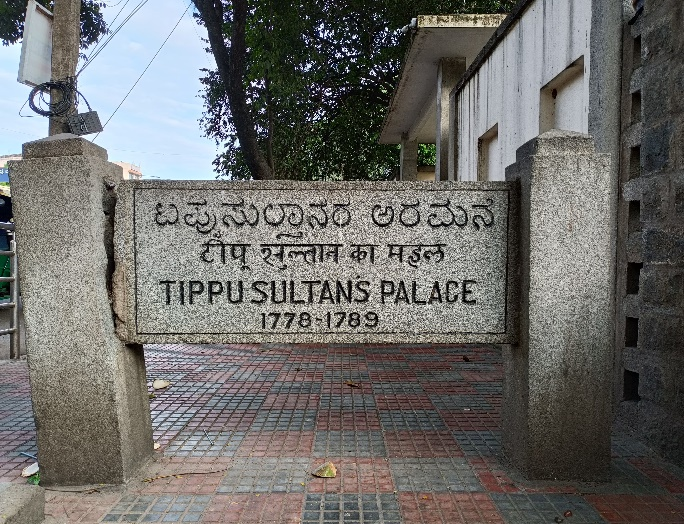 ಟಿಪ್ಪುಸುಲ್ತಾನರ ಅರಮನೆ
टीपू सुल्तान का महल
TIPPU SULTAN'S PALACE
1778-1789